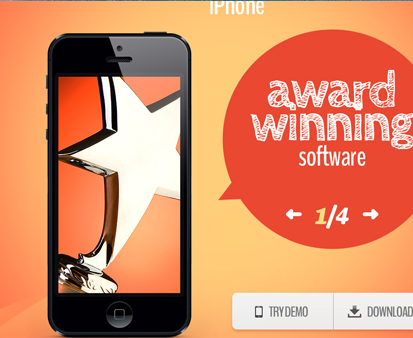 iPhone
award
winning
software
1/4
TRY DEMO
DOWNLOAD